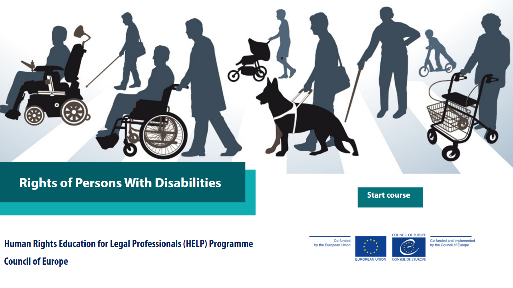 Rights of Persons With Disabilities
Start course
Human Rights Education for Legal Professionals (HELP) Programme
Council of Europe
Co-funded
by the European Union
EUROPEAN UNION
COUNCIL OF EUROPE
CONSEIL DE L'EUROPE
Co-funded and implemented
by the Council of Europe